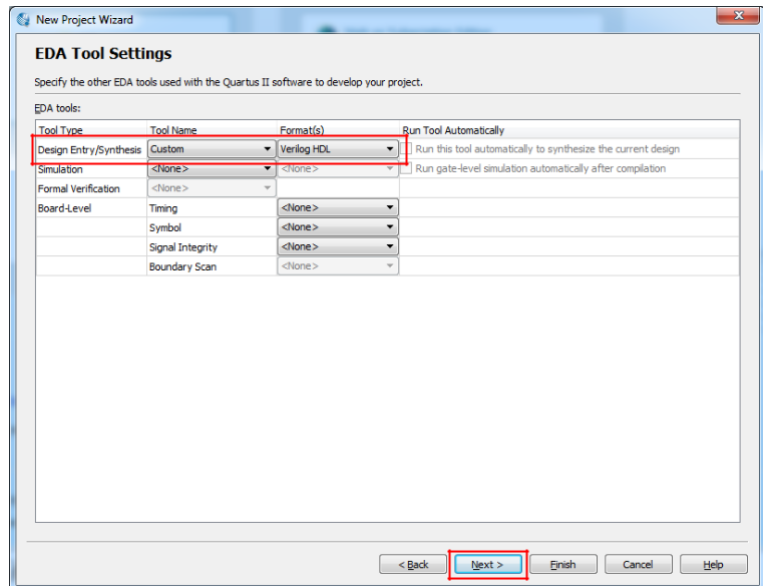 New Project Wizard
EDA Tool Settings
Specify the other EDA tools used with the Quartus II software to develop your project.
EDA tools:
Tool Type Tool Name Format(s) Run Tool Automatically
Design Entry/Synthesis Custom Verilog HDL Run this tool automatically to synthesize the current design
Simulation <None> <None> Run gate-level simulation automatically after compilation
Formal Verification <None>
Board-Level Timing <None>
Symbol <None>
Signal Integrity <None>
Boundary Scan <None>
< Back Next > Finish Cancel Help